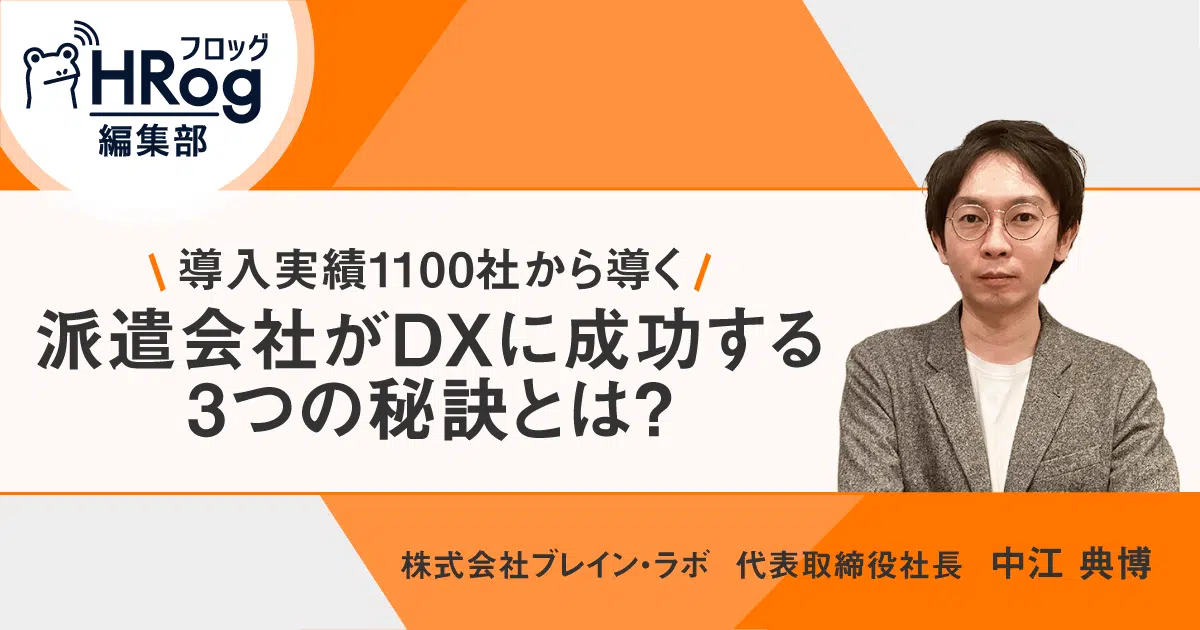 フロッグ
HRog
編集部
\ 導入実績1100社から導く /
派遣会社がDXに成功する
3つの秘訣とは?
株式会社ブレイン・ラボ 代表取締役社長 中江 典博